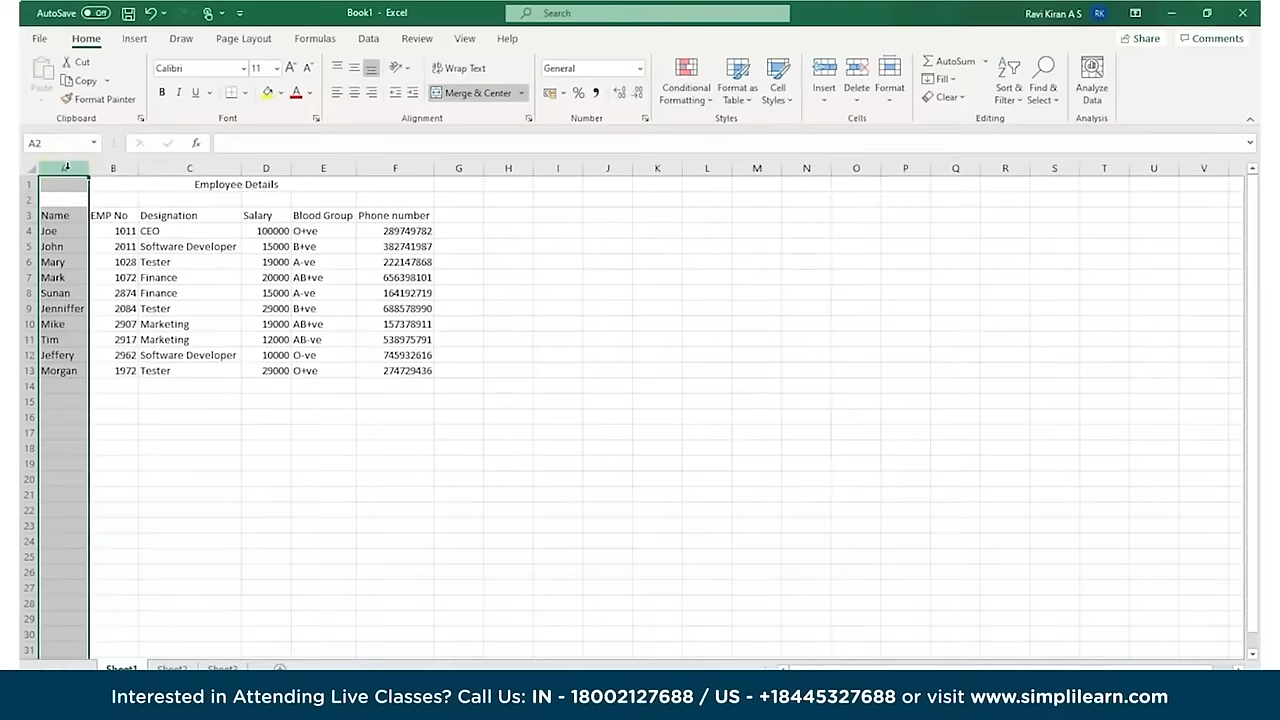 AutoSave Off Book1 - Excel Search Ravi Kiran A S RK
File Home Insert Draw Page Layout Formulas Data Review View Help Share Comments
Paste Cut Copy Format Painter Clipboard
Calibri 11 B I U A Font
Wrap Text Merge & Center Alignment
General % Number
Conditional Formatting Format as Table Cell Styles Styles
Insert Delete Format Cells
AutoSum Fill Clear Sort & Filter Find & Select Editing
Analyze Data Analysis
A2 fx
A B C D E F G H I J K L M N O P Q R S T U V
1 Employee Details
2
3 Name EMP No Designation Salary Blood Group Phone number
4 Joe 1011 CEO 100000 O+ve 289749782
5 John 2011 Software Developer 15000 B+ve 382741987
6 Mary 1028 Tester 19000 A-ve 222147868
7 Mark 1072 Finance 20000 AB+ve 656398101
8 Sunan 2874 Finance 15000 A-ve 164192719
9 Jenniffer 2084 Tester 29000 B+ve 688578990
10 Mike 2907 Marketing 19000 AB+ve 157378911
11 Tim 2917 Marketing 12000 AB-ve 538975791
12 Jeffery 2962 Software Developer 10000 O-ve 745932616
13 Morgan 1972 Tester 29000 O+ve 274729436
14
15
16
17
18
19
20
21
22
23
24
25
26
27
28
29
30
31
Sheet1 Sheet2 Sheet3
Interested in Attending Live Classes? Call Us: IN - 18002127688 / US - +18445327688 or visit www.simplilearn.com